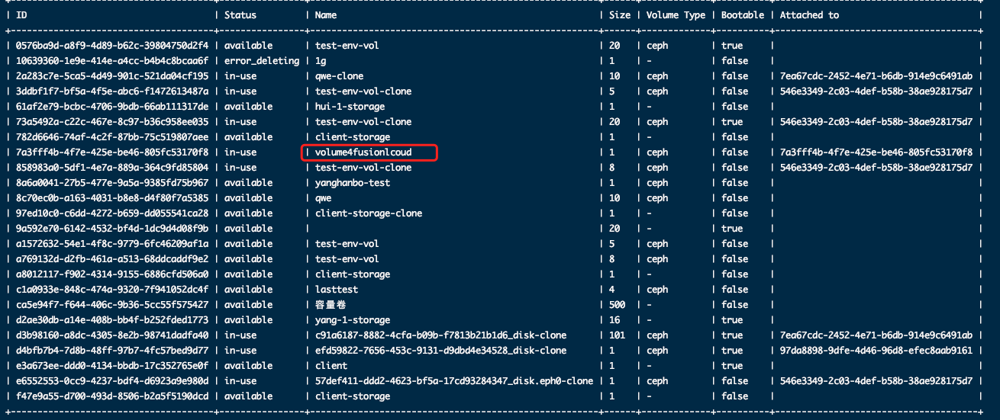 | ID | Status | Name | Size | Volume Type | Bootable | Attached to |
| 0576ba9d-a8f9-4d89-b62c-39804750d2f4 | available | test-env-vol | 20 | ceph | true | |
| 10639360-1e9e-414e-a4cc-b4b4c8bcaa6f | error_deleting | 1g | 1 | - | false | |
| 2a283c7e-5ca5-4d49-901c-521da04cf195 | in-use | qwe-clone | 10 | ceph | false | 7ea67cdc-2452-4e71-b6db-914e9c6491ab |
| 3ddbf1f7-bf5a-4f5e-abc6-f1472613487a | in-use | test-env-vol-clone | 5 | ceph | false | 546e3349-2c03-4def-b58b-38ae928175d7 |
| 61af2e79-bcbc-4706-9bdb-66ab111317de | available | hui-1-storage | 1 | - | false | |
| 73a5492a-c22c-467e-8c97-b36c958ee035 | in-use | test-env-vol-clone | 20 | ceph | true | 546e3349-2c03-4def-b58b-38ae928175d7 |
| 782d6646-74af-4c2f-87bb-75c519807aee | available | client-storage | 1 | - | false | |
| 7a3fff4b-4f7e-425e-be46-805fc53170f8 | in-use | volume4fusionlcoud | 1 | ceph | false | 7a3fff4b-4f7e-425e-be46-805fc53170f8 |
| 858983a0-5df1-4e7a-889a-364c9fd85804 | in-use | test-env-vol-clone | 8 | ceph | false | 546e3349-2c03-4def-b58b-38ae928175d7 |
| 8a6a0041-27b5-477e-9a5a-9385fd75b967 | available | yanghanbo-test | 1 | ceph | false | |
| 8c70ec0b-a163-4031-b8e8-d4f80f7a5385 | available | qwe | 10 | ceph | false | |
| 97ed10c0-c6dd-4272-b659-dd055541ca28 | available | client-storage-clone | 1 | - | false | |
| 9a592e70-6142-4532-bf4d-1dc9d4d08f9b | available | | 20 | - | true | |
| a1572632-54e1-4f8c-9779-6fc46209af1a | available | test-env-vol | 5 | ceph | false | |
| a769132d-d2fb-461a-a513-68ddcaddf9e2 | available | test-env-vol | 8 | ceph | false | |
| a8012117-f902-4314-9155-6886cfd506a0 | available | client-storage | 1 | - | false | |
| c1a0933e-848c-474a-9320-7f941052dc4f | available | lasttest | 4 | ceph | false | |
| ca5e94f7-f644-406c-9b36-5cc55f575427 | available | 容量卷 | 500 | - | false | |
| d2ae30db-a14e-408b-bb4f-b252fded1773 | available | yang-1-storage | 16 | - | true | |
| d3b98160-a8dc-4305-8e2b-98741dadfa40 | in-use | c91a6187-8882-4cfa-b09b-f7813b21b1d6_disk-clone | 101 | ceph | true | 7ea67cdc-2452-4e71-b6db-914e9c6491ab |
| d4bfb7b4-7d8b-48ff-97b7-4fc57bed9d77 | in-use | efd59822-7656-453c-9131-d9dbd4e34528_disk-clone | 1 | ceph | true | 97da8898-9dfe-4d46-96d8-efec8aab9161 |
| e3a673ee-ddd0-4134-bbdb-17c352765e0f | available | client | 1 | - | true | |
| e6552553-0cc9-4237-bdf4-d6923a9e980d | in-use | 57def411-ddd2-4623-bf5a-17cd93284347_disk.eph0-clone | 1 | ceph | false | 546e3349-2c03-4def-b58b-38ae928175d7 |
| f47e9a55-d700-493d-8506-b2a5f5190dcd | available | client-storage | 1 | - | false | |